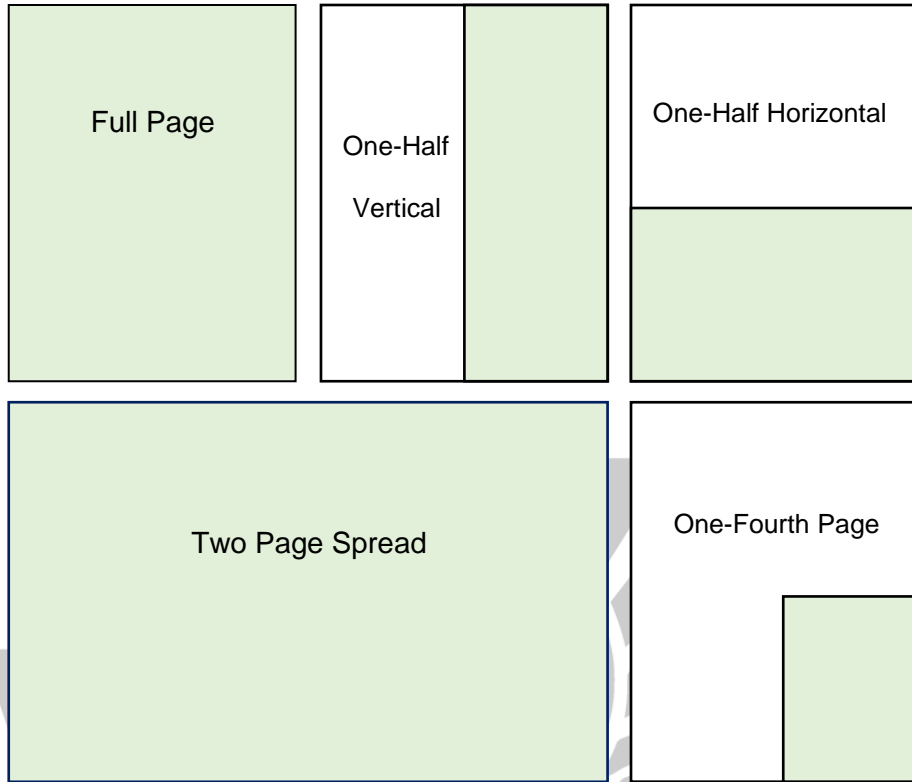 Full Page
One-Half
Vertical
One-Half Horizontal
Two Page Spread
One-Fourth Page